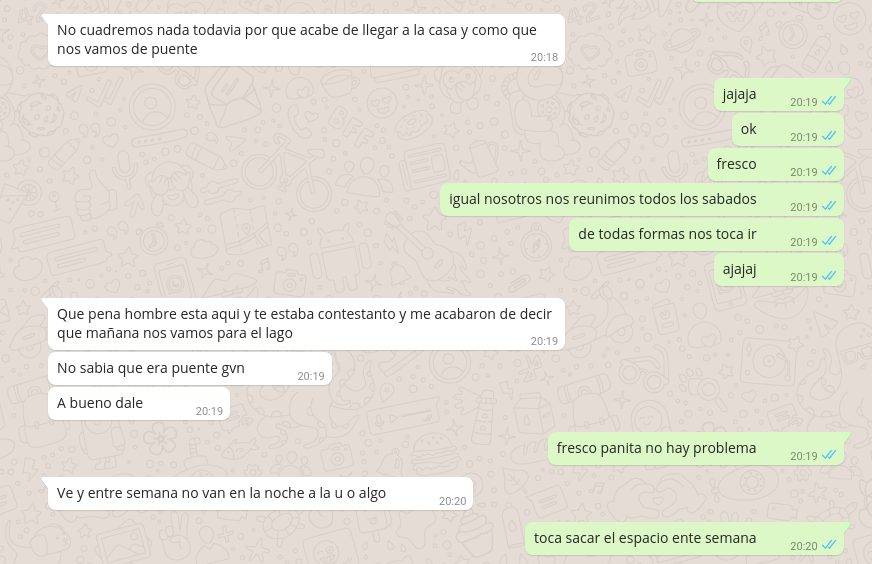 No cuadremos nada todavia por que acabe de llegar a la casa y como que
nos vamos de puente
20:18
jajaja
20:19
ok
20:19
fresco
20:19
igual nosotros nos reunimos todos los sabados
20:19
de todas formas nos toca ir
20:19
ajajaj
20:19
Que pena hombre esta aqui y te estaba contestanto y me acabaron de decir
que mañana nos vamos para el lago
20:19
No sabia que era puente gvn
20:19
A bueno dale
20:19
fresco panita no hay problema
20:19
Ve y entre semana no van en la noche a la u o algo
20:20
toca sacar el espacio ente semana
20:20